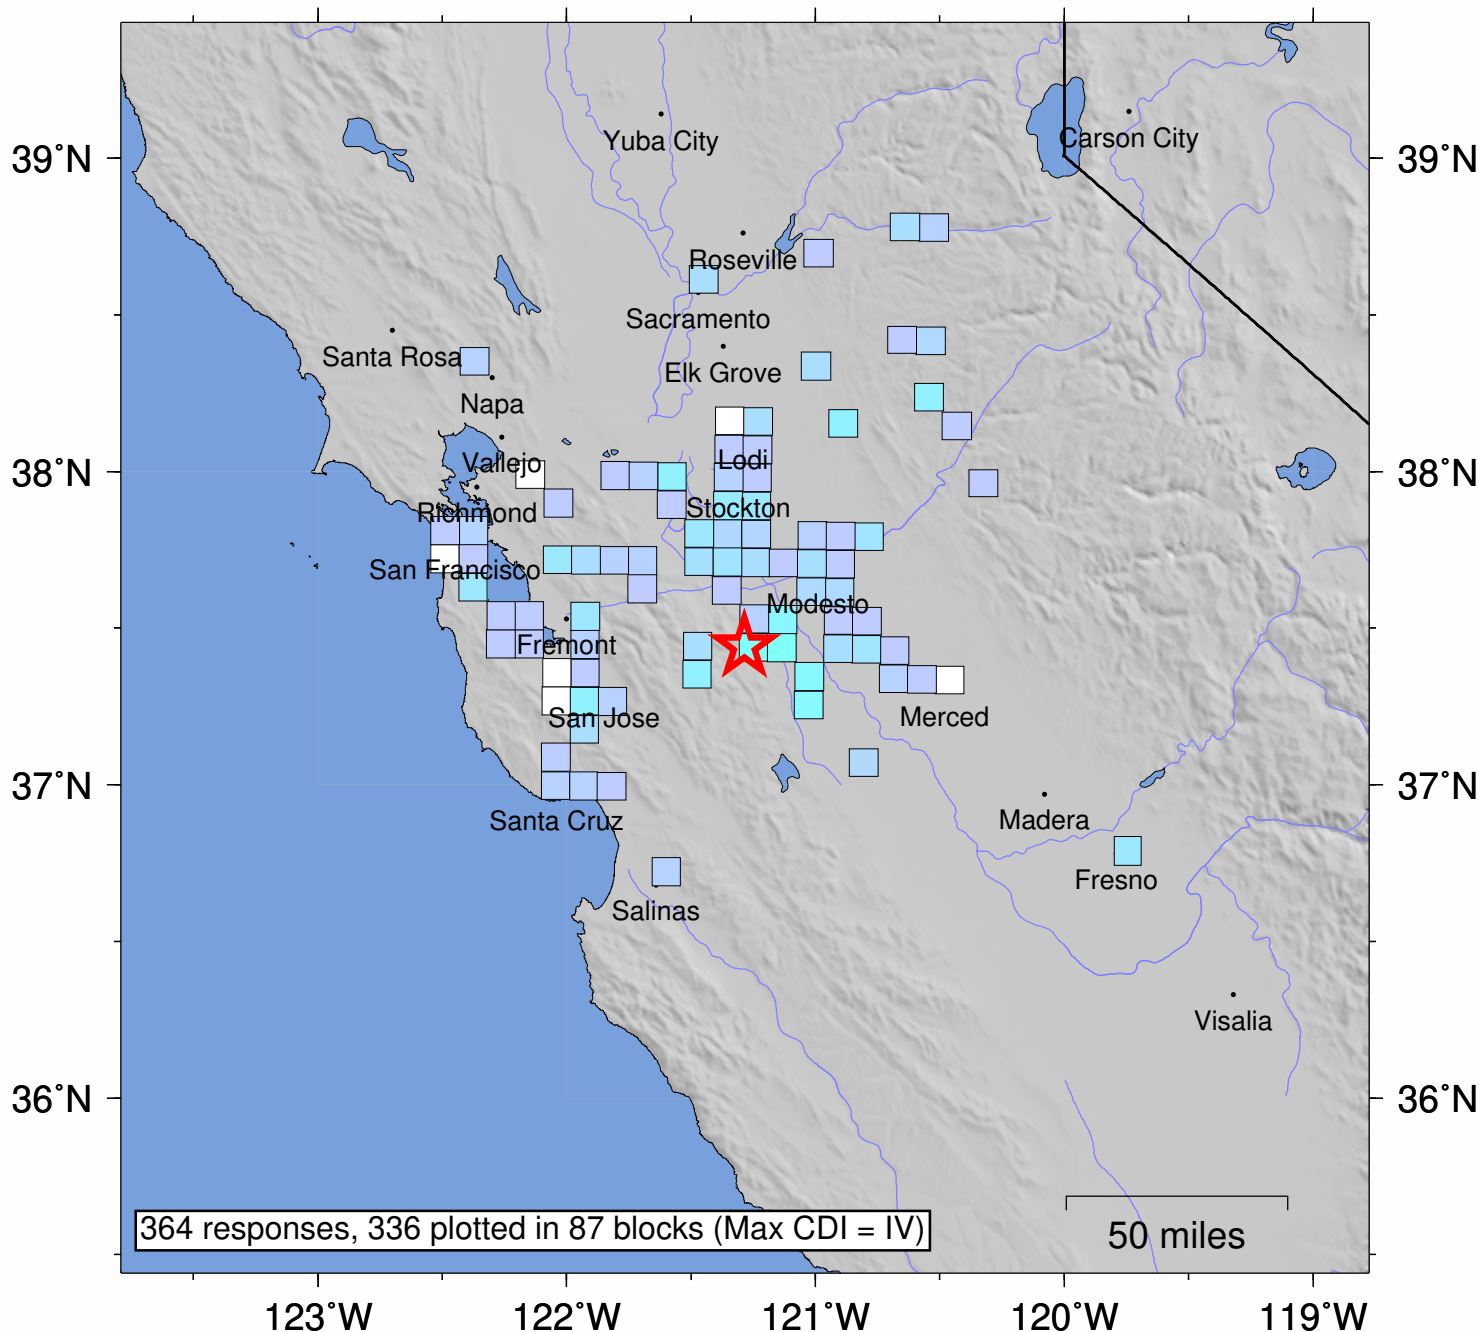 Yuba City
Carson City
39°N
39°N
Roseville
Sacramento
Santa Rosa
Elk Grove
Napa
Lodi
Vallejo
38°N
38°N
Stockton
Richmond
San Francisco
Modesto
Fremont
San Jose
Merced
37°N
37°N
Santa Cruz
Madera
Fresno
Salinas
Visalia
36°N
36°N
364 responses, 336 plotted in 87 blocks (Max CDI = IV)
50 miles
123°W
122°W
121°W
120°W
119°W